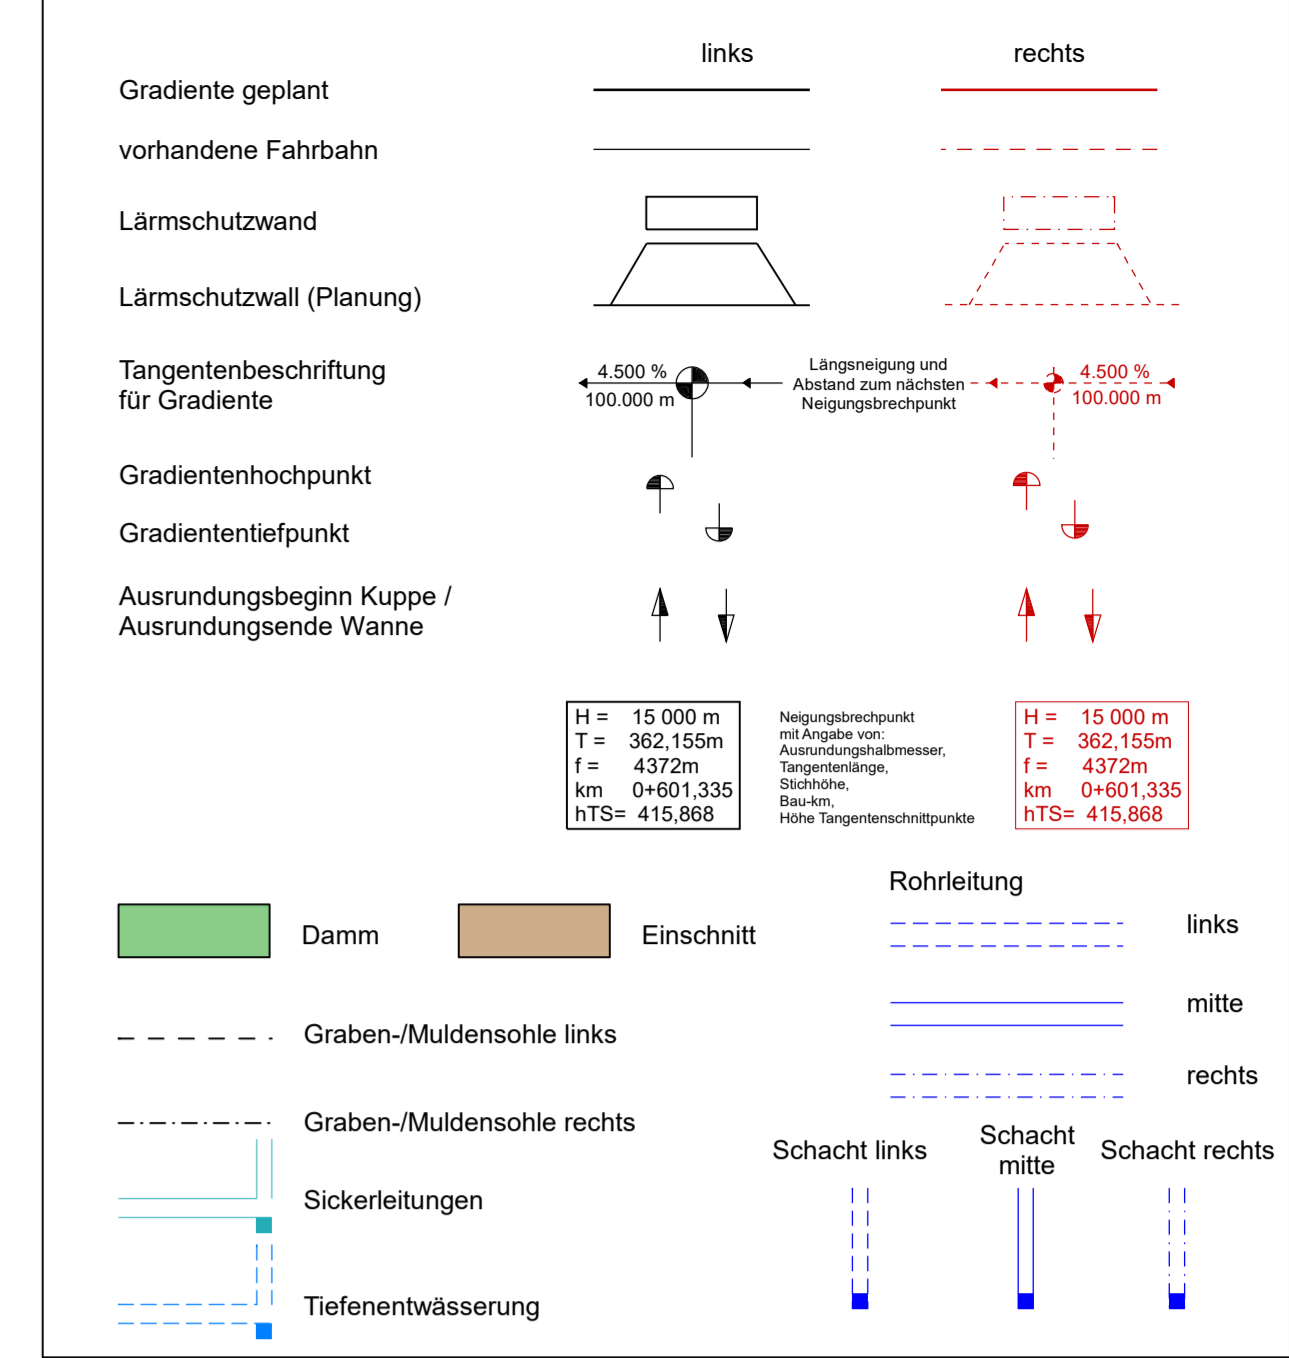 links
rechts
Gradiente geplant
vorhandene Fahrbahn
Lärmschutzwand
Lärmschutzwall (Planung)
Tangentenbeschriftung
für Gradiente
4.500 %
100.000 m
Längsneigung und
Abstand zum nächsten
Neigungsbrechpunkt
4.500 %
100.000 m
Gradientenhochpunkt
Gradiententiefpunkt
Ausrundungsbeginn Kuppe /
Ausrundungsende Wanne
H = 15 000 m
T = 362,155m
f = 4372m
km 0+601,335
hTS= 415,868
Neigungsbrechpunkt
mit Angabe von:
Ausrundungshalbmesser,
Tangentenlänge,
Stichhöhe,
Bau-km,
Höhe Tangentenschnittpunkte
H = 15 000 m
T = 362,155m
f = 4372m
km 0+601,335
hTS= 415,868
Damm
Einschnitt
Rohrleitung
links
mitte
rechts
Graben-/Muldensohle links
Graben-/Muldensohle rechts
Sickerleitungen
Tiefenentwässerung
Schacht links
Schacht
mitte
Schacht rechts